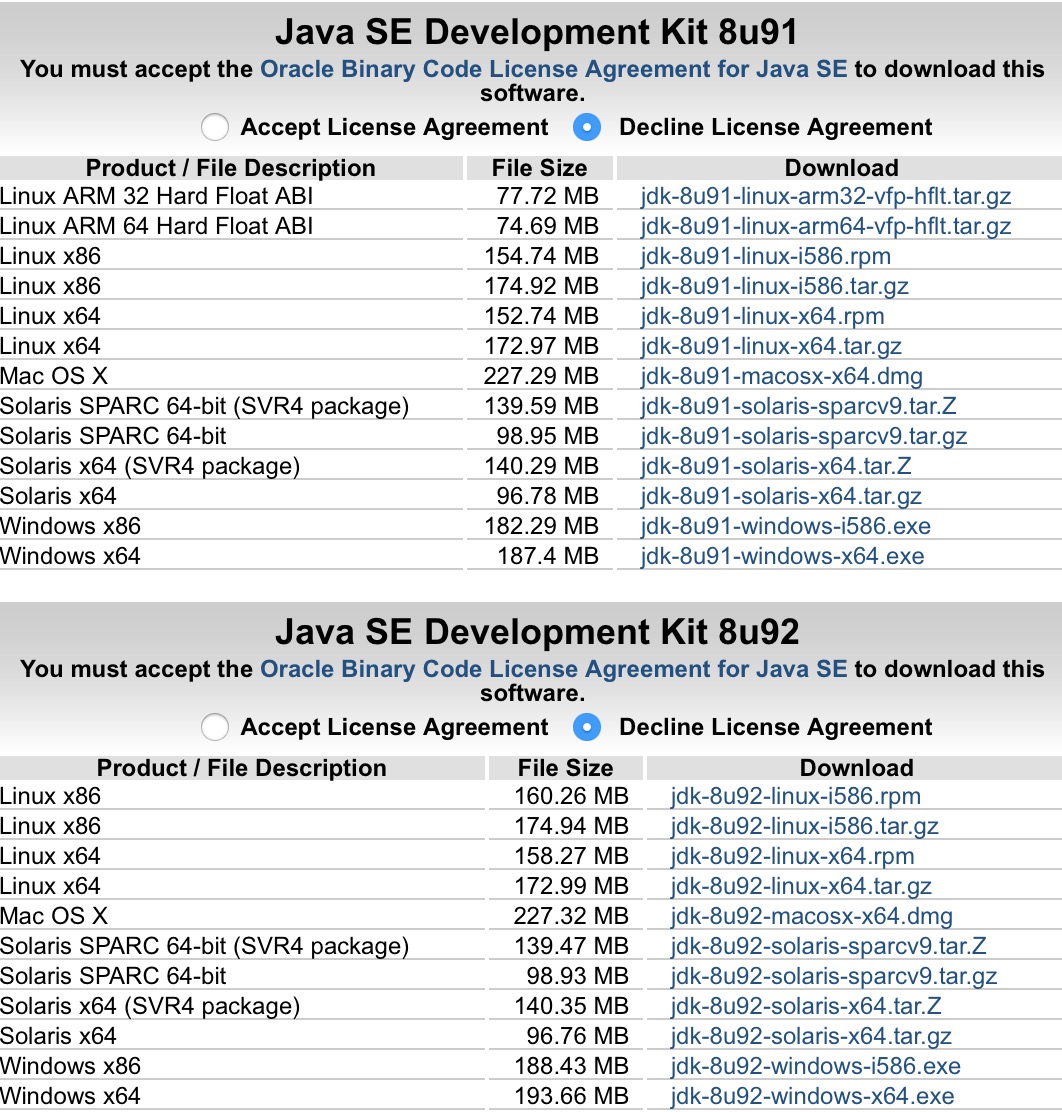 Java SE Development Kit 8u91
You must accept the Oracle Binary Code License Agreement for Java SE to download this
software.
Accept License Agreement Decline License Agreement
Product / File Description File Size Download
Linux ARM 32 Hard Float ABI 77.72 MB jdk-8u91-linux-arm32-vfp-hflt.tar.gz
Linux ARM 64 Hard Float ABI 74.69 MB jdk-8u91-linux-arm64-vfp-hflt.tar.gz
Linux x86 154.74 MB jdk-8u91-linux-i586.rpm
Linux x86 174.92 MB jdk-8u91-linux-i586.tar.gz
Linux x64 152.74 MB jdk-8u91-linux-x64.rpm
Linux x64 172.97 MB jdk-8u91-linux-x64.tar.gz
Mac OS X 227.29 MB jdk-8u91-macosx-x64.dmg
Solaris SPARC 64-bit (SVR4 package) 139.59 MB jdk-8u91-solaris-sparcv9.tar.Z
Solaris SPARC 64-bit 98.95 MB jdk-8u91-solaris-sparcv9.tar.gz
Solaris x64 (SVR4 package) 140.29 MB jdk-8u91-solaris-x64.tar.Z
Solaris x64 96.78 MB jdk-8u91-solaris-x64.tar.gz
Windows x86 182.29 MB jdk-8u91-windows-i586.exe
Windows x64 187.4 MB jdk-8u91-windows-x64.exe
Java SE Development Kit 8u92
You must accept the Oracle Binary Code License Agreement for Java SE to download this
software.
Accept License Agreement Decline License Agreement
Product / File Description File Size Download
Linux x86 160.26 MB jdk-8u92-linux-i586.rpm
Linux x86 174.94 MB jdk-8u92-linux-i586.tar.gz
Linux x64 158.27 MB jdk-8u92-linux-x64.rpm
Linux x64 172.99 MB jdk-8u92-linux-x64.tar.gz
Mac OS X 227.32 MB jdk-8u92-macosx-x64.dmg
Solaris SPARC 64-bit (SVR4 package) 139.47 MB jdk-8u92-solaris-sparcv9.tar.Z
Solaris SPARC 64-bit 98.93 MB jdk-8u92-solaris-sparcv9.tar.gz
Solaris x64 (SVR4 package) 140.35 MB jdk-8u92-solaris-x64.tar.Z
Solaris x64 96.76 MB jdk-8u92-solaris-x64.tar.gz
Windows x86 188.43 MB jdk-8u92-windows-i586.exe
Windows x64 193.66 MB jdk-8u92-windows-x64.exe